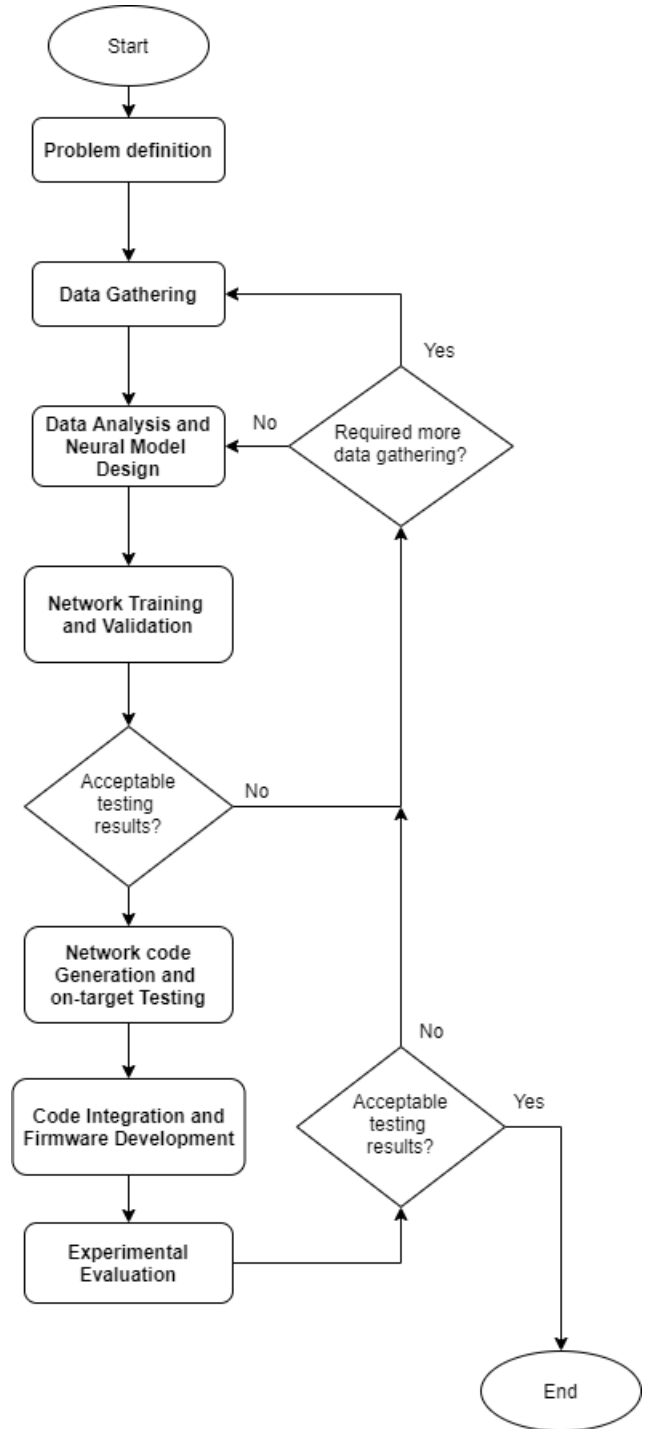 Start
Problem definition
Data Gathering
Yes
No
Required more
data gathering?
Data Analysis and
Neural Model
Design
Network Training
and Validation
Acceptable
testing
results?
No
Network code
Generation and
on-target Testing
No
Code Integration and
Firmware Development
Acceptable
testing
results?
Yes
Experimental
Evaluation
End